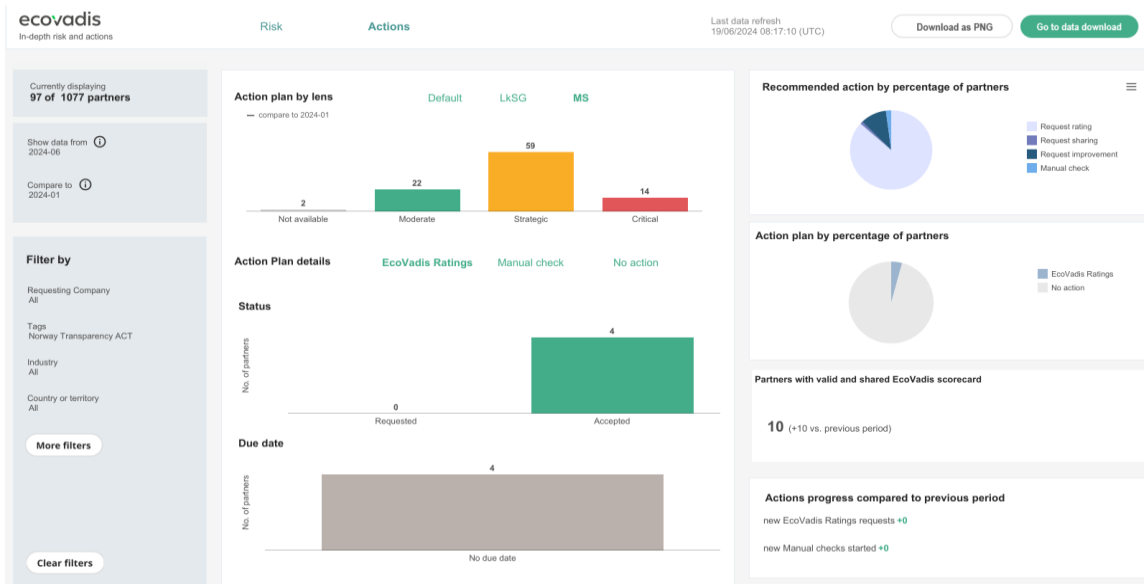 ecovadis
In-depth risk and actions
Risk
Actions
Last data refresh
19/06/2024 08:17:10 (UTC)
Download as PNG
Go to data download
Currently displaying
97 of 1077 partners
Show data from
2024-06
Compare to
2024-01
Filter by
Requesting Company
All
Tags
Norway Transparency ACT
Industry
All
Country or territory
All
More filters
Clear filters
Action plan by lens
Default
LkSG
MS
compare to 2024-01
2
22
59
14
Not available
Moderate
Strategic
Critical
Action Plan details
EcoVadis Ratings
Manual check
No action
Status
No. of partners
0
4
Requested
Accepted
Due date
No. of partners
4
No due date
Recommended action by percentage of partners
Request rating
Request sharing
Request improvement
Manual check
Action plan by percentage of partners
EcoVadis Ratings
No action
Partners with valid and shared EcoVadis scorecard
10 (+10 vs. previous period)
Actions progress compared to previous period
new EcoVadis Ratings requests +0
new Manual checks started +0